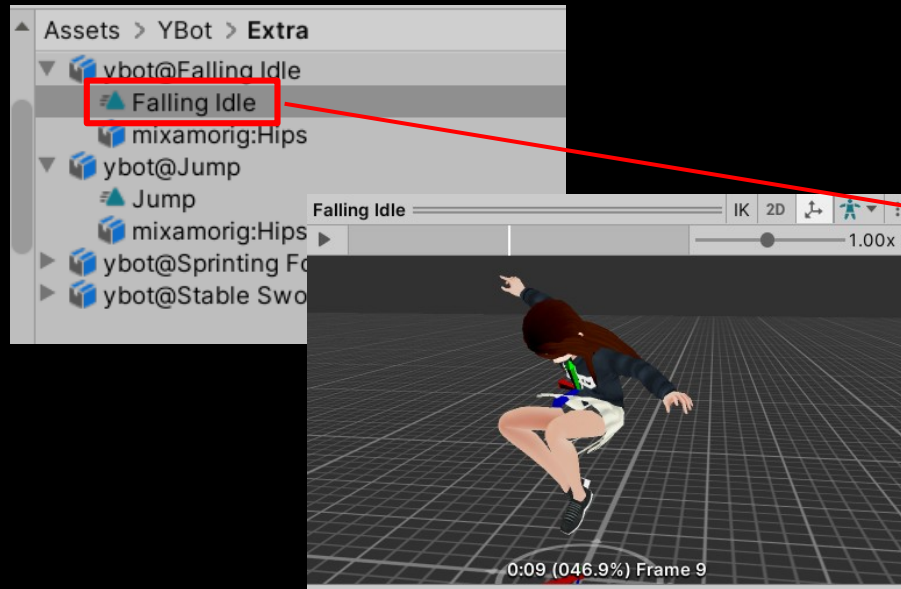 Assets > YBot > Extra
ybot@Falling Idle
Falling Idle
mixamorig:Hips
ybot@Jump
Jump
mixamorig:Hips
ybot@Sprinting Fo
ybot@Stable Swo
Falling Idle
IK 2D
1.00x
0:09 (046.9%) Frame 9